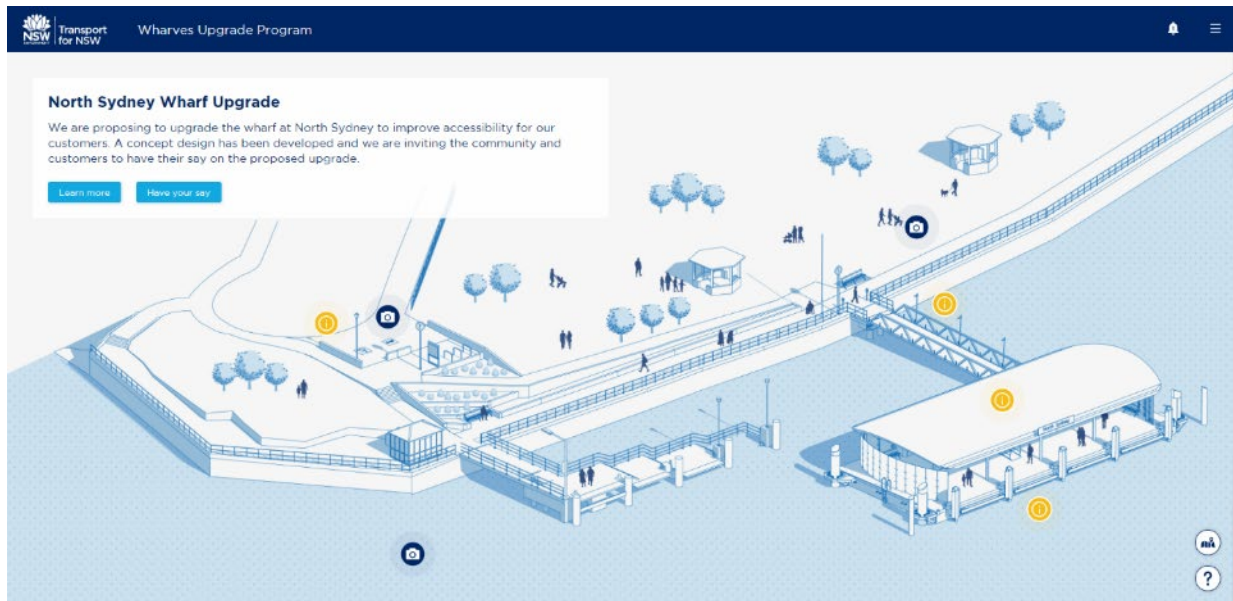 NSW
GOVERNMENT
Transport
for NSW
Wharves Upgrade Program
North Sydney Wharf Upgrade
We are proposing to upgrade the wharf at North Sydney to improve accessibility for our
customers. A concept design has been developed and we are inviting the community and
customers to have their say on the proposed upgrade.
Learn more
Have your say
?